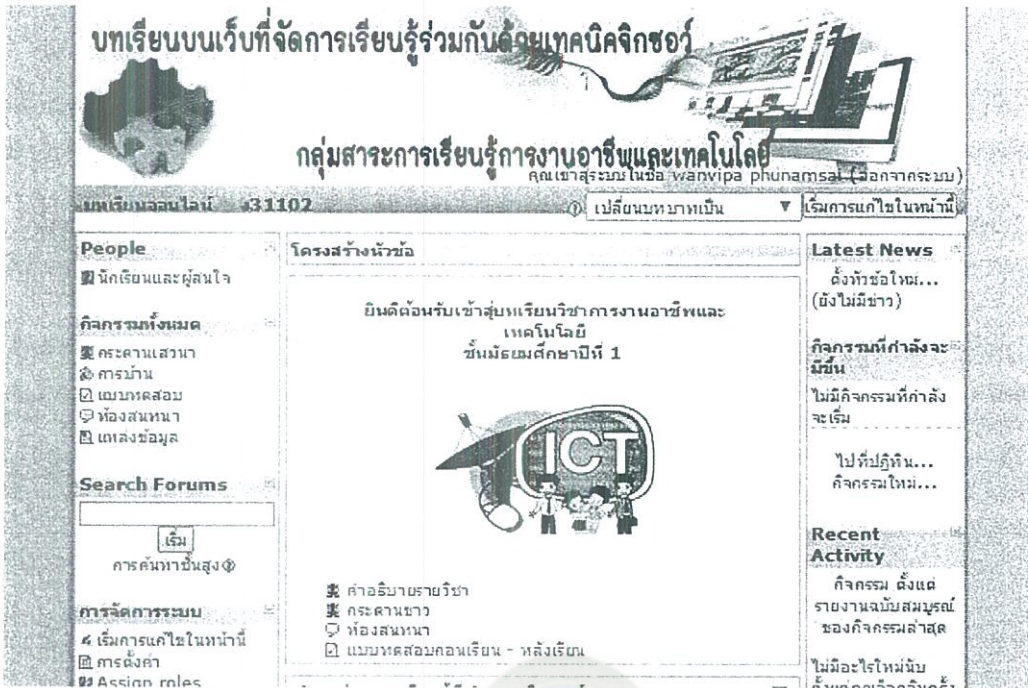 บทเรียนบนเว็บที่จัดการเรียนรู้ร่วมกันด้วยเทคนิคจิกซอว์
กลุ่มสาระการเรียนรู้การงานอาชีพและเทคโนโลยี
คุณเข้าสู่ระบบในชื่อ wanvipa phunamsai (ออกจากระบบ)
บทเรียนออนไลน์ 31102
เปลี่ยนบทบาทเป็น
เริ่มการแก้ไขในหน้านี้
People
นักเรียนและผู้สนใจ
กิจกรรมทั้งหมด
กระดานเสวนา
การบ้าน
แบบทดสอบ
ห้องสนทนา
แหล่งข้อมูล
Search Forums
เริ่ม
การค้นหาชั้นสูง
การจัดการระบบ
เริ่มการแก้ไขในหน้านี้
การตั้งค่า
Assign roles
โครงสร้างหัวข้อ
ยินดีต้อนรับเข้าสู่บทเรียนวิชาการงานอาชีพและ
เทคโนโลยี
ชั้นมัธยมศึกษาปีที่ 1
ICT
คำอธิบายรายวิชา
กระดานข่าว
ห้องสนทนา
แบบทดสอบก่อนเรียน - หลังเรียน
Latest News
ตั้งหัวข้อใหม่...
(ยังไม่มีข่าว)
กิจกรรมที่กำลังจะ
มีขึ้น
ไม่มีกิจกรรมที่กำลัง
จะเริ่ม
ไปที่ปฏิทิน...
กิจกรรมใหม่...
Recent
Activity
กิจกรรม ตั้งแต่
รายงานฉบับสมบูรณ์
ของกิจกรรมล่าสุด
ไม่มีอะไรใหม่นับ